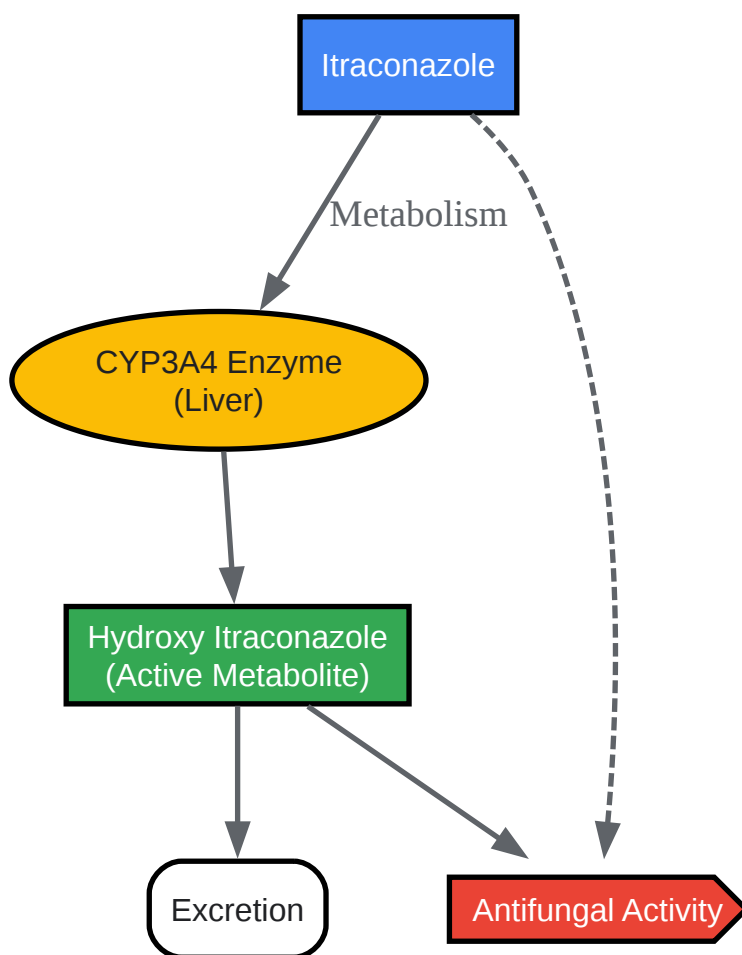 Itraconazole
Metabolism
CYP3A4 Enzyme
(Liver)
Hydroxy Itraconazole
(Active Metabolite)
Excretion
Antifungal Activity